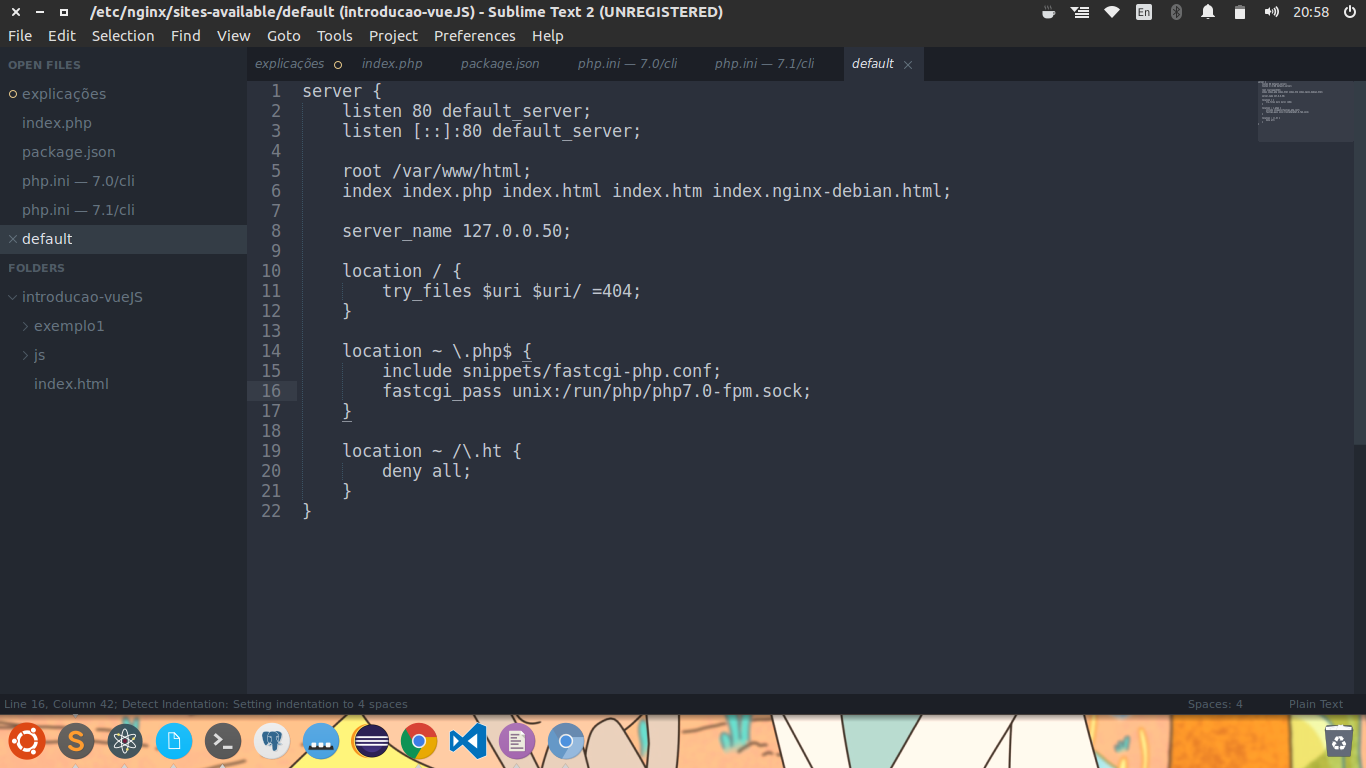 /etc/nginx/sites-available/default (introducao-vueJS) - Sublime Text 2 (UNREGISTERED)
En
20:58
File Edit Selection Find View Goto Tools Project Preferences Help
OPEN FILES
explicações
index.php
package.json
php.ini — 7.0/cli
php.ini — 7.1/cli
default
FOLDERS
introducao-vueJS
exemplo1
js
index.html
explicações index.php package.json php.ini — 7.0/cli php.ini — 7.1/cli default
1 server {
2     listen 80 default_server;
3     listen [::]:80 default_server;
4
5     root /var/www/html;
6     index index.php index.html index.htm index.nginx-debian.html;
7
8     server_name 127.0.0.50;
9
10     location / {
11         try_files $uri $uri/ =404;
12     }
13
14     location ~ \.php$ {
15         include snippets/fastcgi-php.conf;
16         fastcgi_pass unix:/run/php/php7.0-fpm.sock;
17     }
18
19     location ~ /\.ht {
20         deny all;
21     }
22 }
Line 16, Column 42; Detect Indentation: Setting indentation to 4 spaces
Spaces: 4
Plain Text